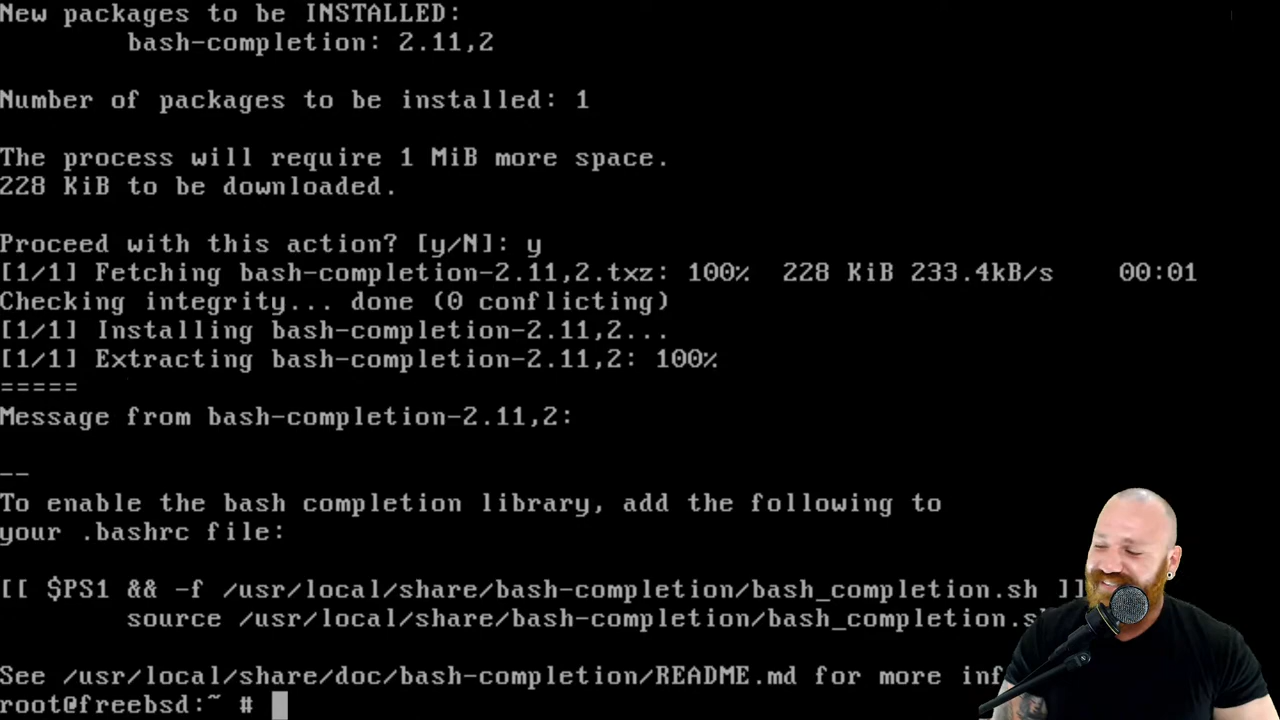 New packages to be INSTALLED:
bash-completion: 2.11,2
Number of packages to be installed: 1
The process will require 1 MiB more space.
228 KiB to be downloaded.
Proceed with this action? [y/N]: y
[1/1] Fetching bash-completion-2.11,2.txz: 100%  228 KiB 233.4kB/s    00:01
Checking integrity... done (0 conflicting)
[1/1] Installing bash-completion-2.11,2...
[1/1] Extracting bash-completion-2.11,2: 100%
=====
Message from bash-completion-2.11,2:
--
To enable the bash completion library, add the following to
your .bashrc file:
[[ $PS1 && -f /usr/local/share/bash-completion/bash_completion.sh ]]
source /usr/local/share/bash-completion/bash_completion.
See /usr/local/share/doc/bash-completion/README.md for more
root@freebsd:~ #